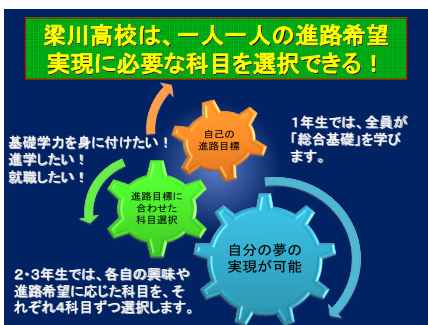 梁川高校は、一人一人の進路希望
実現に必要な科目を選択できる！
自己の
進路目標
１年生では、全員が
「総合基礎」を学び
ます。
基礎学力を身に付けたい！
進学したい！
就職したい！
進路目標に
合わせた
科目選択
自分の夢の
実現が可能
２・３年生では、各自の興味や
進路希望に応じた科目を、そ
れぞれ４科目ずつ選択します。